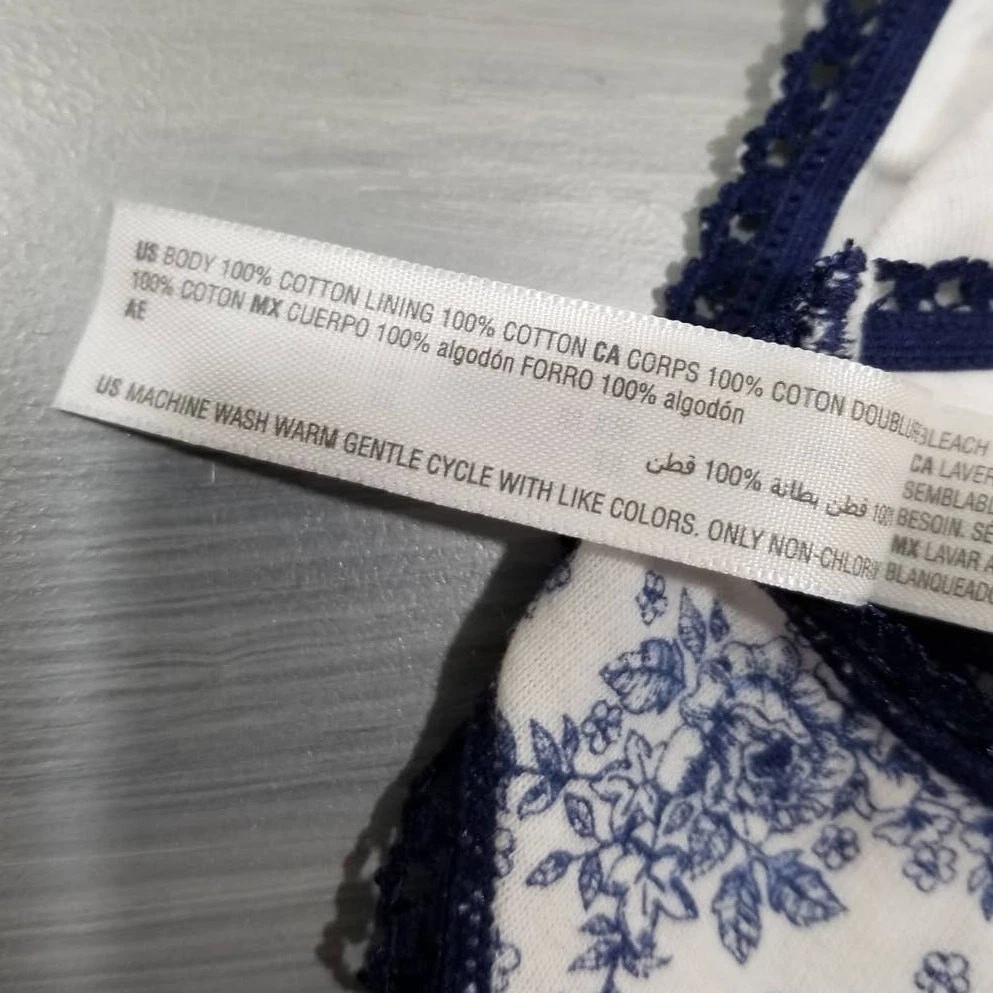 US BODY 100% COTTON LINING 100% COTTON CA CORPS 100% COTON DOUBLURE
100% COTON MX CUERPO 100% algodón FORRO 100% algodón
AE
قطن بطانة 100% قطن
US MACHINE WASH WARM GENTLE CYCLE WITH LIKE COLORS. ONLY NON-CHLORI
BLEACH
CA LAVER
SEMBLABL
BESOIN. SÉ
MX LAVAR A
BLANQUEADO